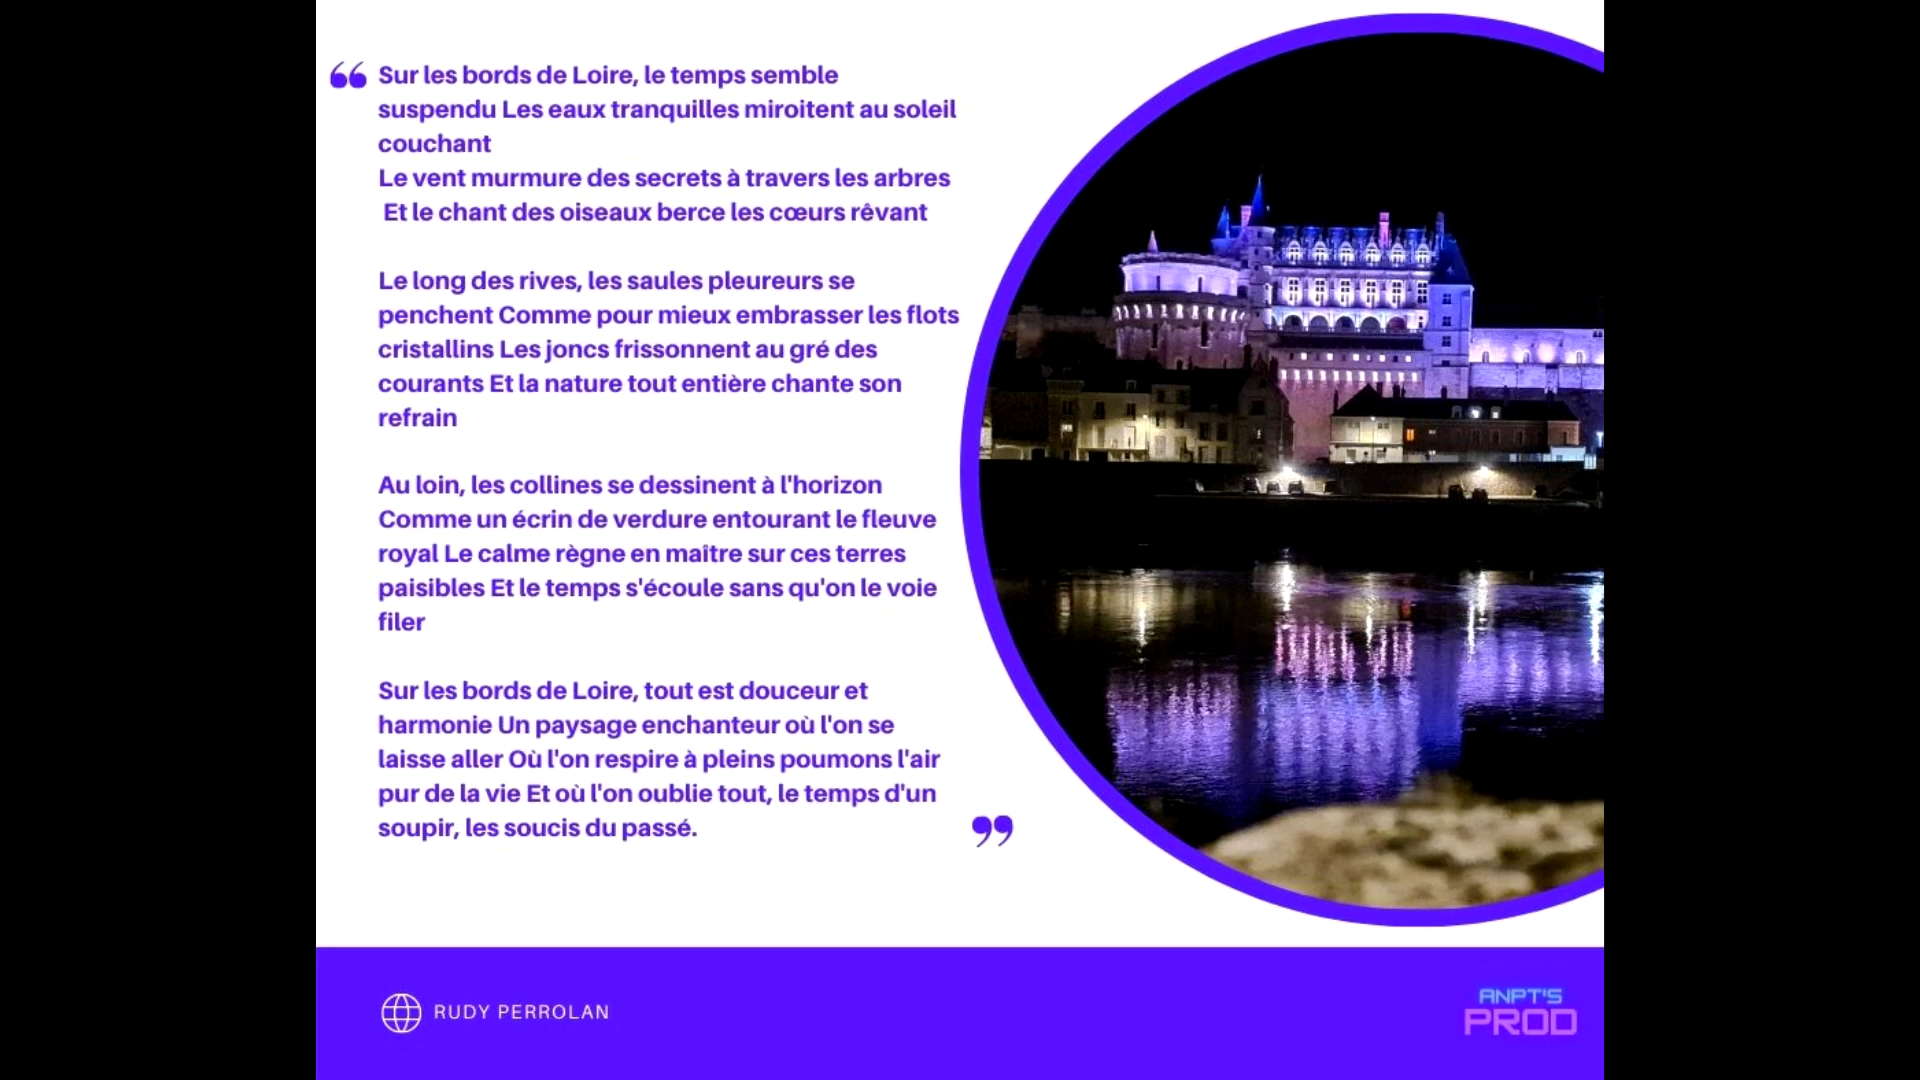 Sur les bords de Loire, le temps semble
suspendu Les eaux tranquilles miroitent au soleil
couchant
Le vent murmure des secrets à travers les arbres
Et le chant des oiseaux berce les cœurs rêvant
Le long des rives, les saules pleureurs se
penchent Comme pour mieux embrasser les flots
cristallins Les joncs frissonnent au gré des
courants Et la nature tout entière chante son
refrain
Au loin, les collines se dessinent à l'horizon
Comme un écrin de verdure entourant le fleuve
royal Le calme règne en maître sur ces terres
paisibles Et le temps s'écoule sans qu'on le voie
filer
Sur les bords de Loire, tout est douceur et
harmonie Un paysage enchanteur où l'on se
laisse aller Où l'on respire à pleins poumons l'air
pur de la vie Et où l'on oublie tout, le temps d'un
soupir, les soucis du passé.
RUDY PERROLAN
ANPT'S
PROD